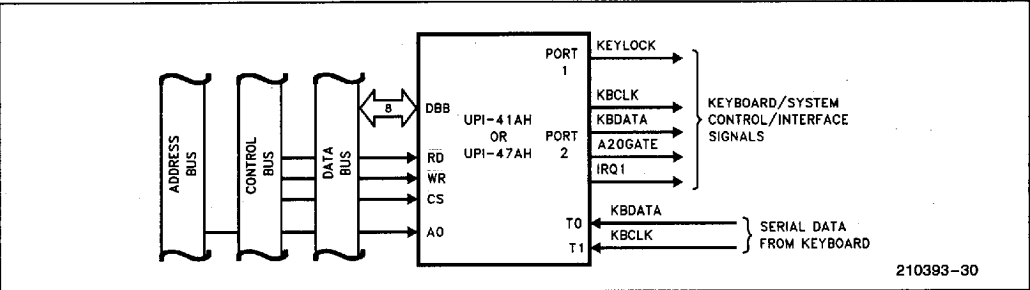 ADDRESS
BUS
CONTROL
BUS
DATA
BUS
8
DBB
RD
WR
CS
A0
UPI-41AH
OR
UPI-47AH
PORT
1
PORT
2
T0
T1
KEYLOCK
KBCLK
KBDATA
A20GATE
IRQ1
KBDATA
KBCLK
KEYBOARD/SYSTEM
CONTROL/INTERFACE
SIGNALS
SERIAL DATA
FROM KEYBOARD
210393-30